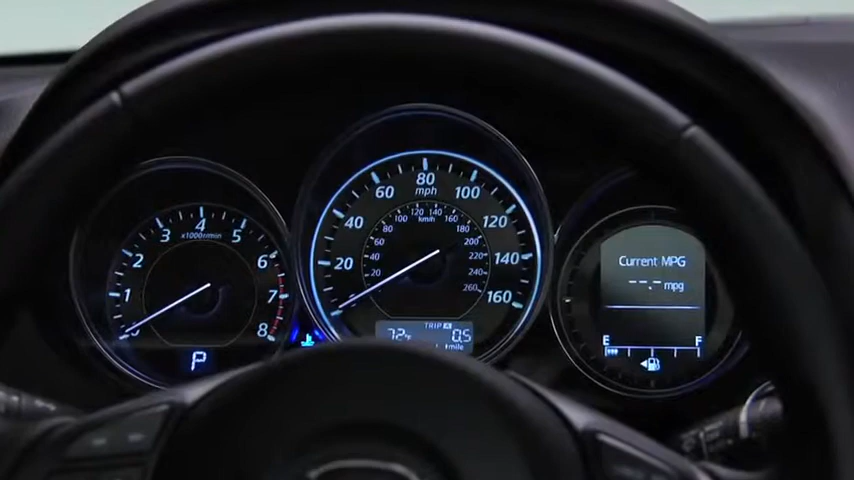 0 1 2 3 4 5 6 7 8
x1000r/min
P
20 40 60 80 100 120 140 160
mph
20 40 60 80 100 120 140 160 180 200 220 240 260
km/h
TRIP A
72°F 0.5
mile
Current MPG
--.-mpg
E F